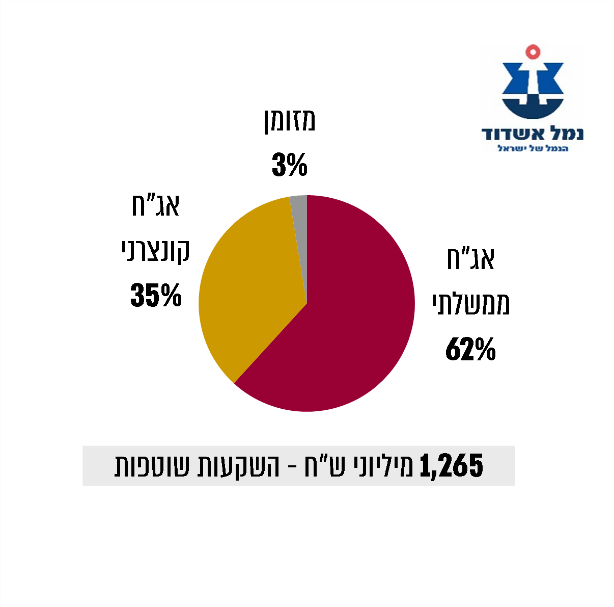 נמל אשדוד
הנמל של ישראל
מזומן
3%
אג"ח
קונצרני
35%
אג"ח
ממשלתי
62%
1,265 מיליוני ש"ח - השקעות שוטפות